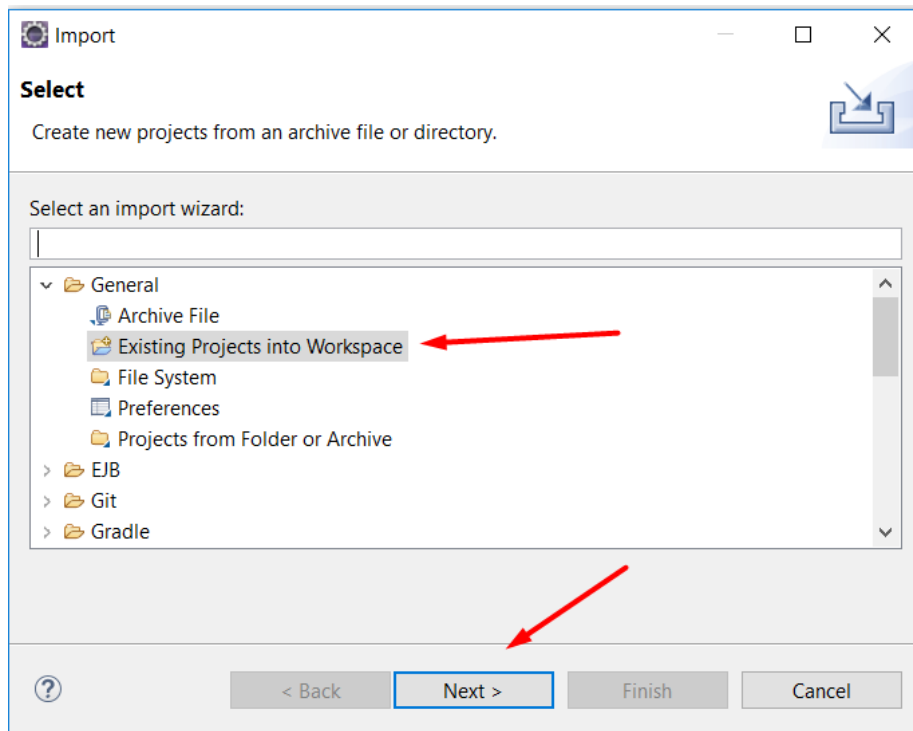 Import
Select
Create new projects from an archive file or directory.
Select an import wizard:
General
Archive File
Existing Projects into Workspace
File System
Preferences
Projects from Folder or Archive
EJB
Git
Gradle
?
< Back
Next >
Finish
Cancel